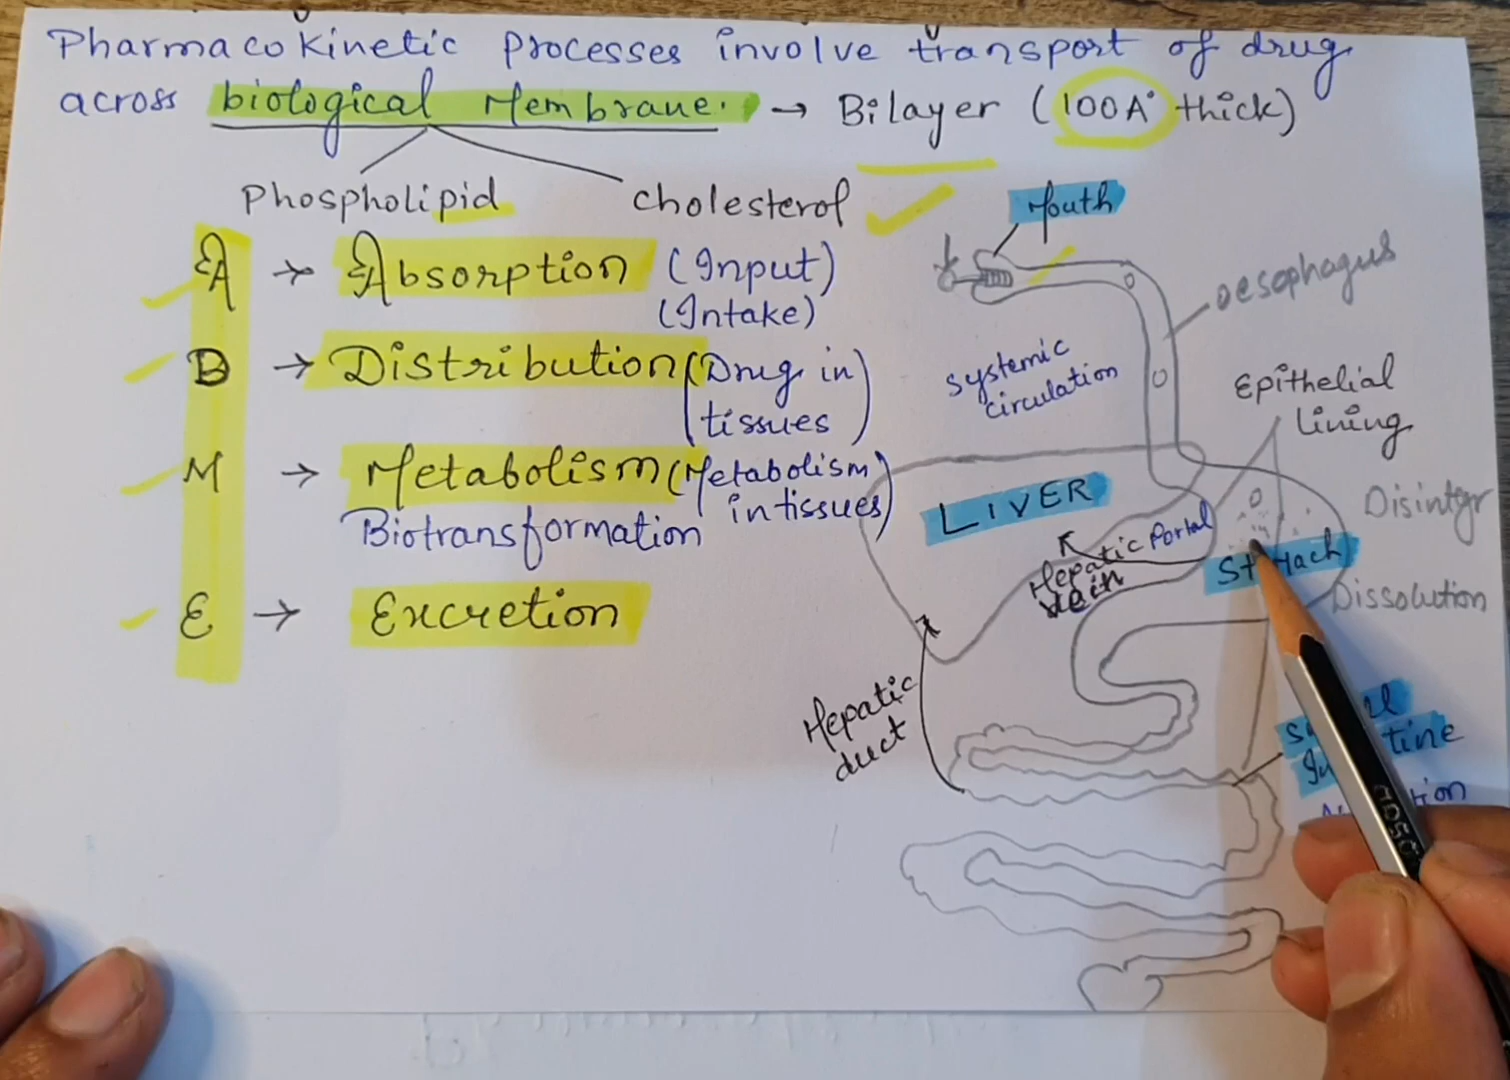 Pharmacokinetic processes involve transport of drug
across biological Membrane. → Bilayer (100A° thick)
Phospholipid cholesterol
A → Absorption (Input)
(Intake)
D → Distribution (Drug in
tissues)
M → Metabolism (Metabolism
in tissues)
Biotransformation
E → Excretion
Mouth
oesophagus
systemic
circulation
Epithelial
lining
LIVER
Hepatic Portal
vein
Disintgr
Stomach
Dissolution
Hepatic
duct